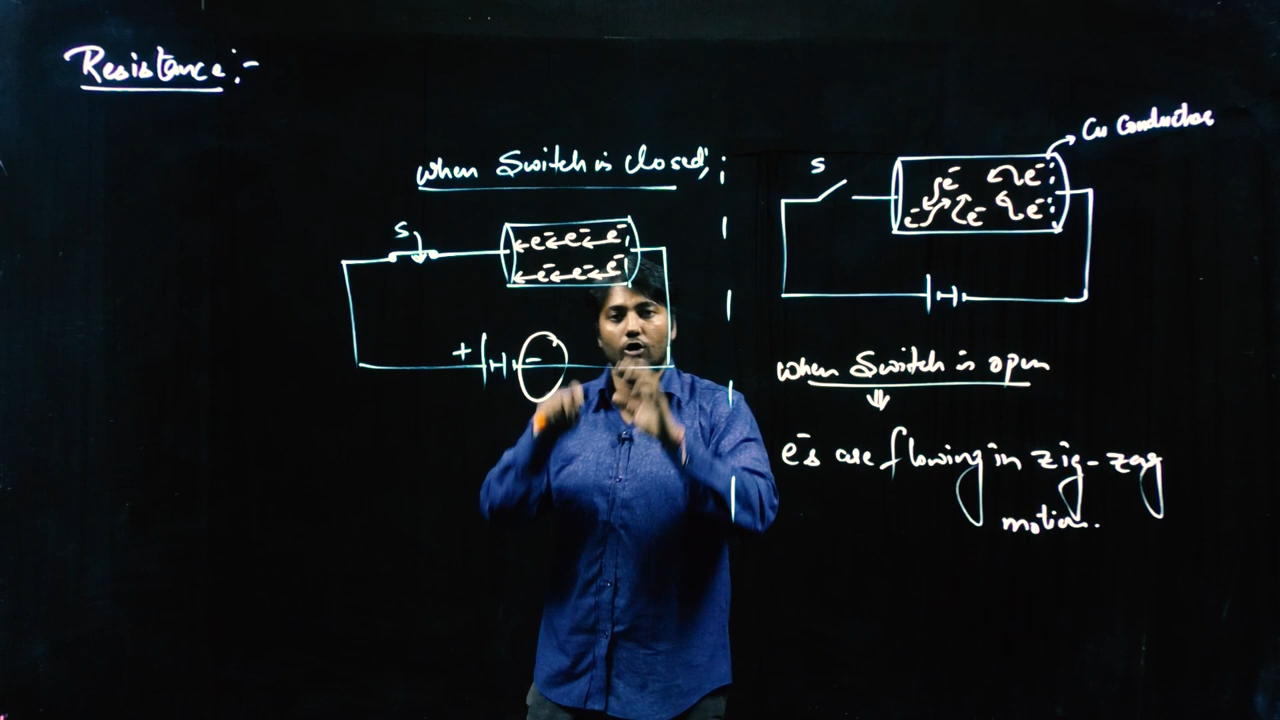 Resistance:-
when Switch is closed;
S
e⁻ e⁻ e⁻
e⁻ e⁻ e⁻
+ -
Cu Conductor
S
e⁻ e⁻
e⁻ e⁻ e⁻
when Switch is open
⇓
e⁻s are flowing in zig-zag
motion.